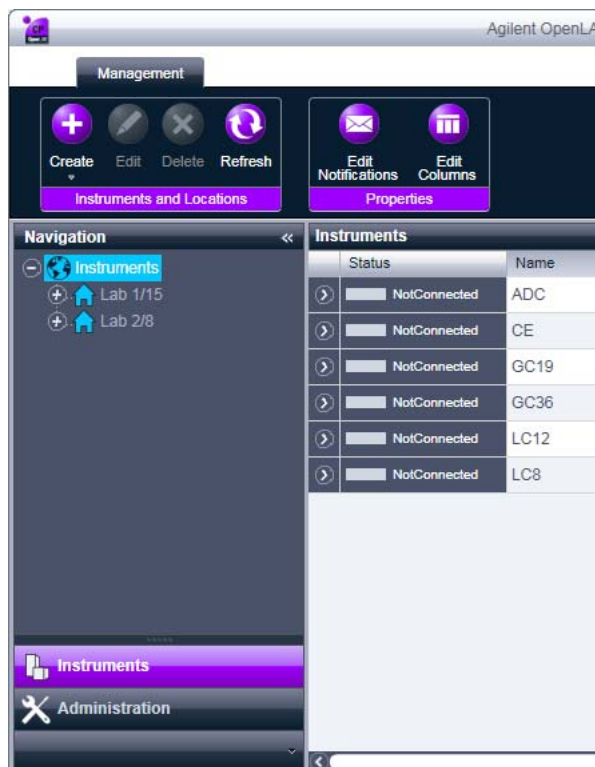 Agilent OpenLA
Management
Create
Edit
Delete
Refresh
Edit
Notifications
Edit
Columns
Instruments and Locations
Properties
Navigation
Instruments
Lab 1/15
Lab 2/8
Instruments
Status
Name
NotConnected
ADC
NotConnected
CE
NotConnected
GC19
NotConnected
GC36
NotConnected
LC12
NotConnected
LC8
Instruments
Administration